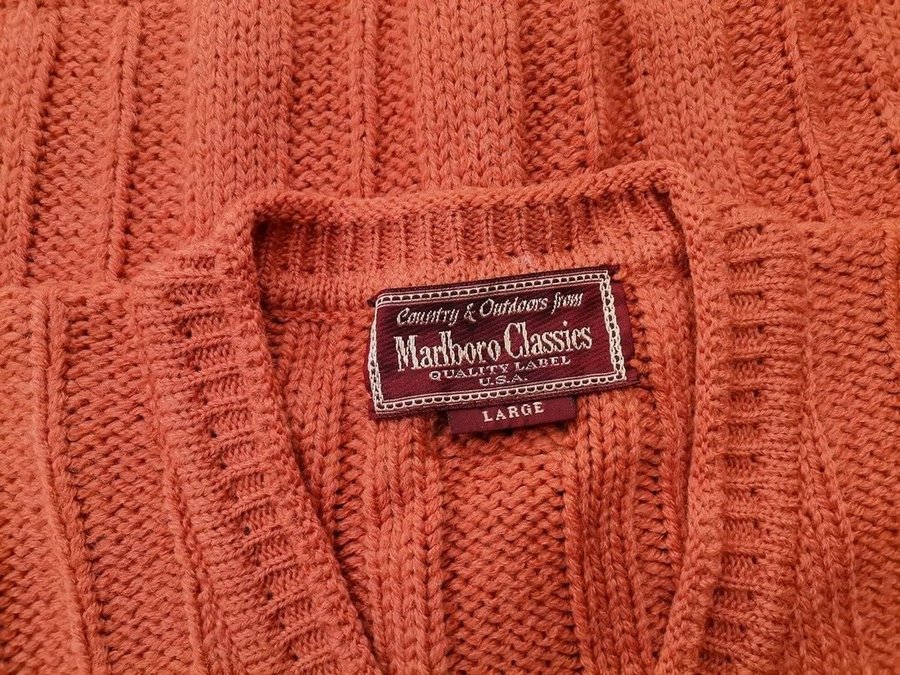 Country & Outdoors from
Marlboro Classics
QUALITY LABEL
U.S.A.
LARGE